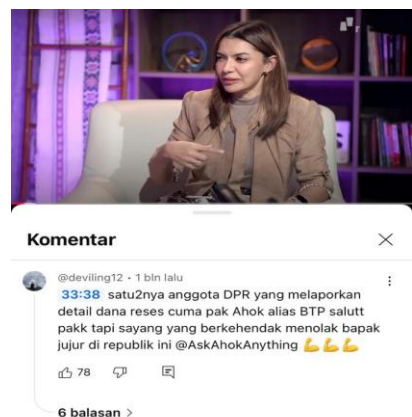 Komentar
@deviling12 • 1 bln lalu
33:38 satu2nya anggota DPR yang melaporkan
detail dana reses cuma pak Ahok alias BTP salutt
pakk tapi sayang yang berkehendak menolak bapak
jujur di republik ini @AskAhokAnything 💪💪💪
78
6 balasan >